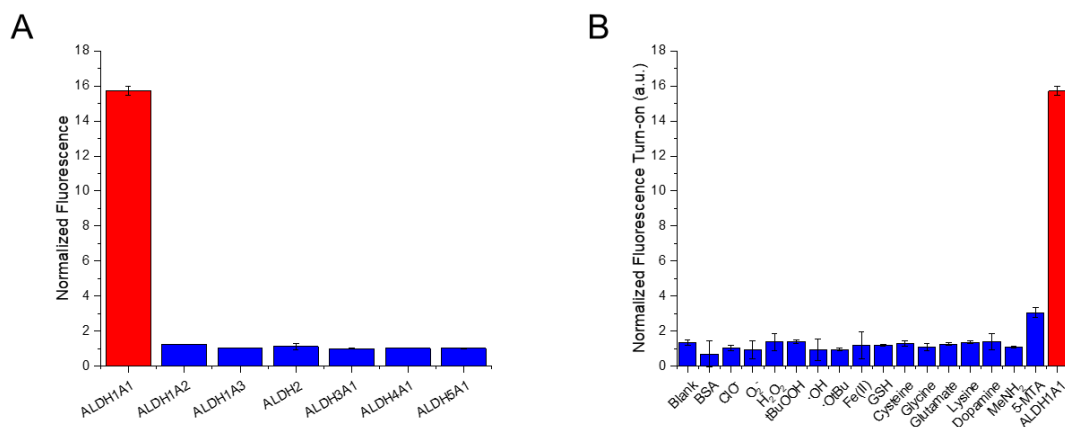 A
Normalized Fluorescence
18
16
14
12
10
8
6
4
2
0
ALDH1A1
ALDH1A2
ALDH1A3
ALDH2
ALDH3A1
ALDH4A1
ALDH5A1
B
Normalized Fluorescence Turn-on (a.u.)
18
16
14
12
10
8
6
4
2
0
Blank
BSA
ClO⁻
O₂⁻
H₂O₂
tBuOOH
·OH
·OtBu
Fe(II)
GSH
Cysteine
Glycine
Glutamate
Lysine
Dopamine
MeNH₂
5-MTA
ALDH1A1